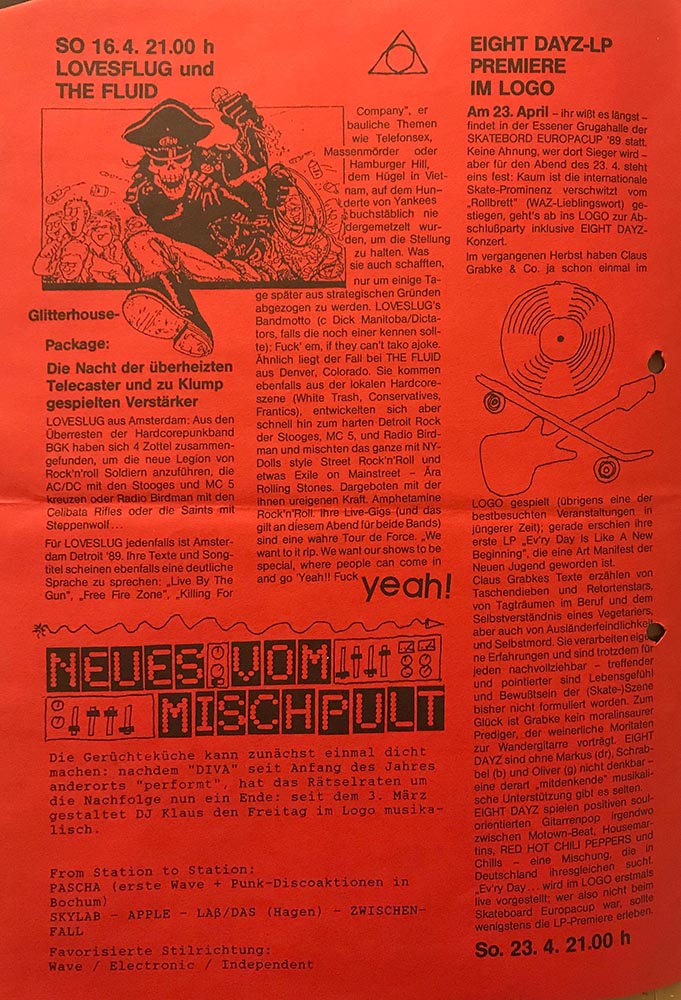 SO 16.4. 21.00 h
LOVESFLUG und
THE FLUID
Glitterhouse-
Package:
Die Nacht der überheizten
Telecaster und zu Klump
gespielten Verstärker
LOVESLUG aus Amsterdam: Aus den
Überresten der Hardcorepunkband
BGK haben sich 4 Zottel zusammen-
gefunden, um die neue Legion von
Rock'n'roll Soldiern anzuführen, die
AC/DC mit den Stooges und MC 5
kreuzen oder Radio Birdman mit den
Celibata Rifles oder die Saints mit
Steppenwolf...
Für LOVESLUG jedenfalls ist Amster-
dam Detroit '89. Ihre Texte und Song-
titel scheinen ebenfalls eine deutliche
Sprache zu sprechen: „Live By The
Gun", „Free Fire Zone", „Killing For
Company", er
bauliche Themen
wie Telefonsex,
Massenmörder oder
Hamburger Hill,
dem Hügel in Viet-
nam, auf dem Hun-
derte von Yankees
buchstäblich nie
dergemetzelt wur-
den, um die Stellung
zu halten. Was
sie auch schafften,
nur um einige Ta-
ge später aus strategischen Gründen
abgezogen zu werden. LOVESLUG's
Bandmotto (c Dick Manitoba/Dicta-
tors, falls die noch einer kennen soll-
te): Fuck' em, if they can't tako ajoke.
Ähnlich liegt der Fall bei THE FLUID
aus Denver, Colorado. Sie kommen
ebenfalls aus der lokalen Hardcore-
szene (White Trash, Conservatives,
Frantics), entwickelten sich aber
schnell hin zum harten Detroit Rock
der Stooges, MC 5, und Radio Bird-
man und mischten das ganze mit NY-
Dolls style Street Rock'n'Roll und
etwas Exile on Mainstreet – Ära
Rolling Stones. Dargeboten mit der
ihnen ureigenen Kraft. Amphetamine
Rock'n'Roll. Ihre Live-Gigs (und das
gilt an diesem Abend für beide Bands)
sind eine wahre Tour de Force. „We
want to it rip. We want our shows to be
special, where people can come in
and go 'Yeah!! Fuck yeah!
NEUES VOM
MISCHPULT
Die Gerüchteküche kann zunächst einmal dicht
machen: nachdem "DIVA" seit Anfang des Jahres
anderorts "performt", hat das Rätselraten um
die Nachfolge nun ein Ende: seit dem 3. März
gestaltet DJ Klaus den Freitag im Logo musika-
lisch.
From Station to Station:
PASCHA (erste Wave + Punk-Discoaktionen in
Bochum)
SKYLAB - APPLE - LAß/DAS (Hagen) - ZWISCHEN-
FALL
Favorisierte Stilrichtung:
Wave / Electronic / Independent
EIGHT DAYZ-LP
PREMIERE
IM LOGO
Am 23. April – ihr wißt es längst –
findet in der Essener Grugahalle der
SKATEBORD EUROPACUP '89 statt.
Keine Ahnung, wer dort Sieger wird –
aber für den Abend des 23. 4. steht
eins fest: Kaum ist die internationale
Skate-Prominenz verschwitzt vom
„Rollbrett" (WAZ-Lieblingswort) ge-
stiegen, geht's ab ins LOGO zur Ab-
schlußparty inklusive EIGHT DAYZ-
Konzert.
Im vergangenen Herbst haben Claus
Grabke & Co. ja schon einmal im
LOGO gespielt (übrigens eine der
bestbesuchten Veranstaltungen in
jüngerer Zeit); gerade erschien ihre
erste LP „Ev'ry Day Is Like A New
Beginning", die eine Art Manifest der
Neuen Jugend geworden ist.
Claus Grabkes Texte erzählen von
Taschendieben und Retortenstars,
von Tagträumen im Beruf und dem
Selbstverständnis eines Vegetariers,
aber auch von Ausländerfeindlichkeit
und Selbstmord. Sie verarbeiten eige-
ne Erfahrungen und sind trotzdem für
jeden nachvollziehbar – treffender
und pointierter sind Lebensgefühl
und Bewußtsein der (Skate-)Szene
bisher nicht formuliert worden. Zum
Glück ist Grabke kein moralinsaurer
Prediger, der weinerliche Moritaten
zur Wandergitarre vorträgt. EIGHT
DAYZ sind ohne Markus (dr), Schrab-
bel (b) und Oliver (g) nicht denkbar –
eine derart „mitdenkende" musikali-
sche Unterstützung gibt es selten.
EIGHT DAYZ spielen positiven soul-
orientierten Gitarrenpop irgendwo
zwischen Motown-Beat, Housemar-
tins, RED HOT CHILI PEPPERS und
Chills – eine Mischung, die in
Deutschland ihresgleichen sucht.
„Ev'ry Day... wird im LOGO erstmals
live vorgestellt; wer also nicht beim
Skateboard Europacup war, sollte
wenigstens die LP-Premiere erleben.
So. 23. 4. 21.00 h